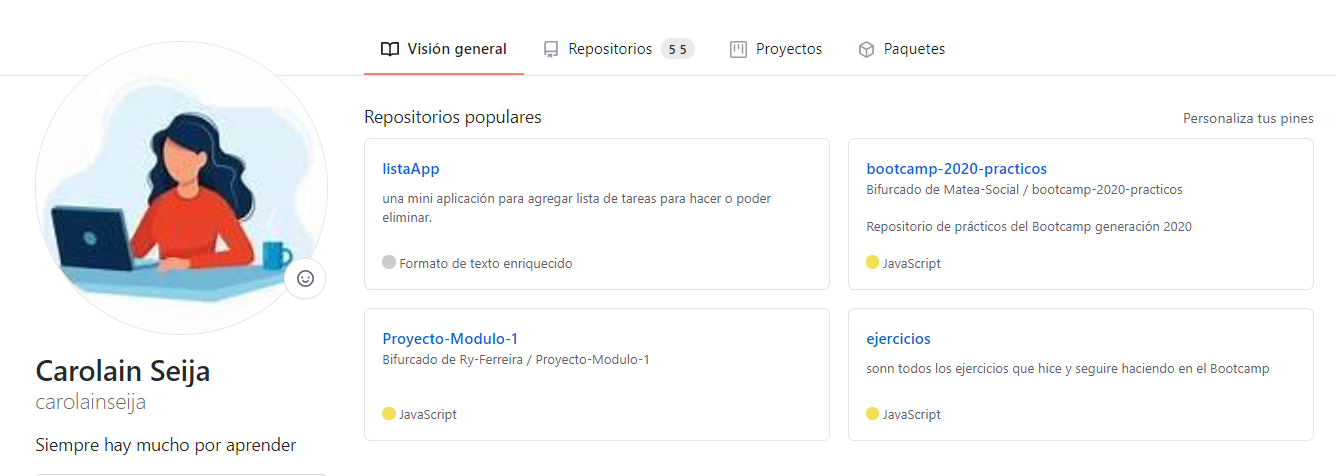 Visión general
Repositorios 5 5
Proyectos
Paquetes
Repositorios populares
Personaliza tus pines
listaApp
una mini aplicación para agregar lista de tareas para hacer o poder
eliminar.
Formato de texto enriquecido
bootcamp-2020-practicos
Bifurcado de Matea-Social / bootcamp-2020-practicos
Repositorio de prácticos del Bootcamp generación 2020
JavaScript
Proyecto-Modulo-1
Bifurcado de Ry-Ferreira / Proyecto-Modulo-1
JavaScript
ejercicios
sonn todos los ejercicios que hice y seguire haciendo en el Bootcamp
JavaScript
Carolain Seija
carolainseija
Siempre hay mucho por aprender